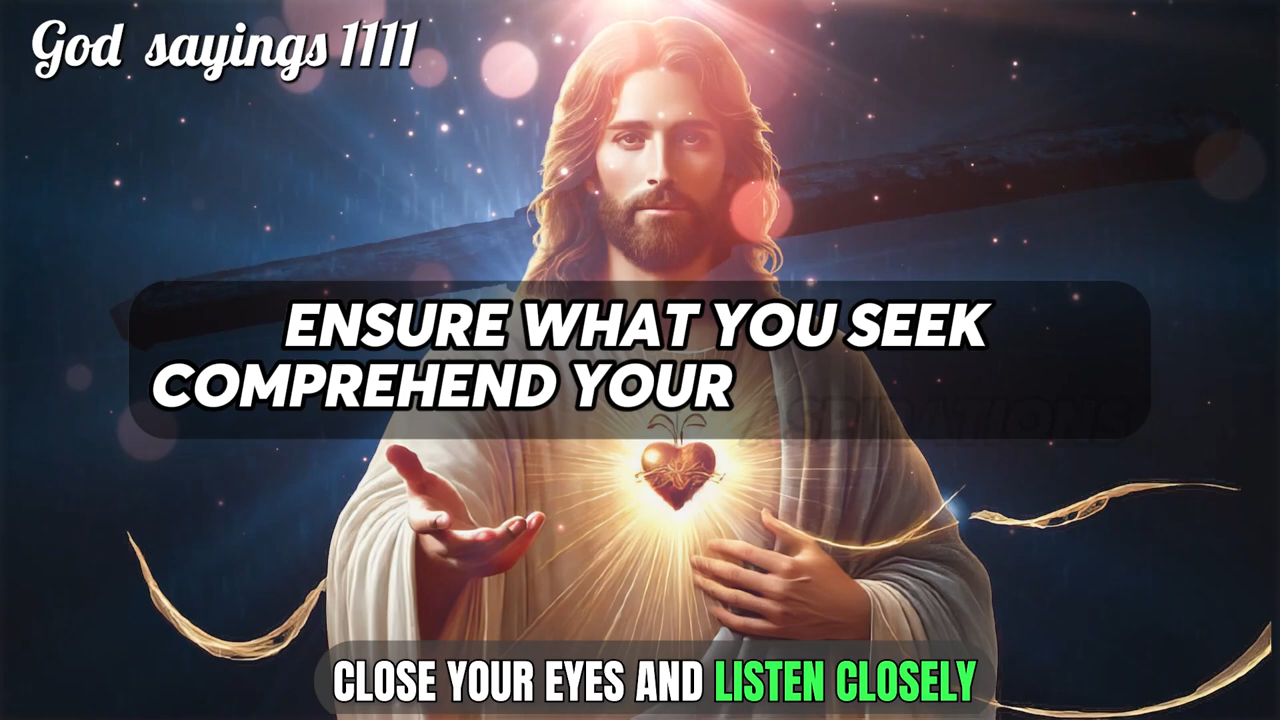 God sayings 1111
ENSURE WHAT YOU SEEK
COMPREHEND YOUR
CLOSE YOUR EYES AND LISTEN CLOSELY